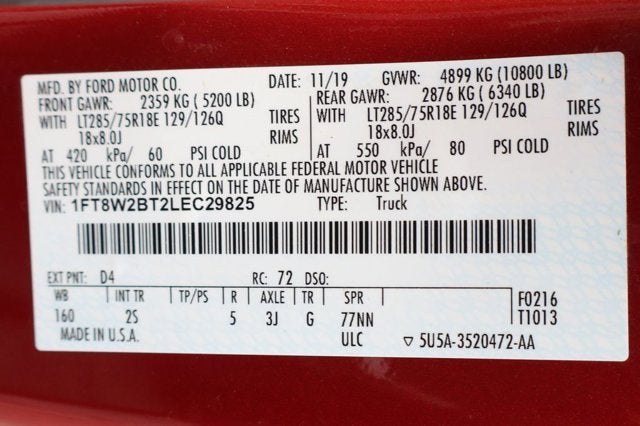 MFD. BY FORD MOTOR CO. DATE: 11/19 GVWR: 4899 KG (10800 LB)
FRONT GAWR: 2359 KG (5200 LB) REAR GAWR: 2876 KG (6340 LB)
WITH LT285/75R18E 129/126Q TIRES WITH LT285/75R18E 129/126Q TIRES
18x8.0J RIMS 18x8.0J RIMS
AT 420 kPa/ 60 PSI COLD AT 550 kPa/ 80 PSI COLD
THIS VEHICLE CONFORMS TO ALL APPLICABLE FEDERAL MOTOR VEHICLE
SAFETY STANDARDS IN EFFECT ON THE DATE OF MANUFACTURE SHOWN ABOVE.
VIN: 1FT8W2BT2LEC29825 TYPE: Truck
EXT PNT: D4 RC: 72 DSO:
WB INT TR TP/PS R AXLE TR SPR F0216
160 2S 5 3J G 77NN T1013
MADE IN U.S.A. ULC ▽ 5U5A-3520472-AA